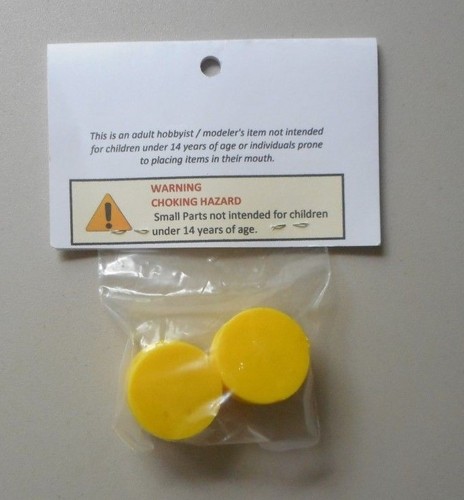 This is an adult hobbyist / modeler's item not intended
for children under 14 years of age or individuals prone
to placing items in their mouth.
WARNING
CHOKING HAZARD
Small Parts not intended for children
under 14 years of age.